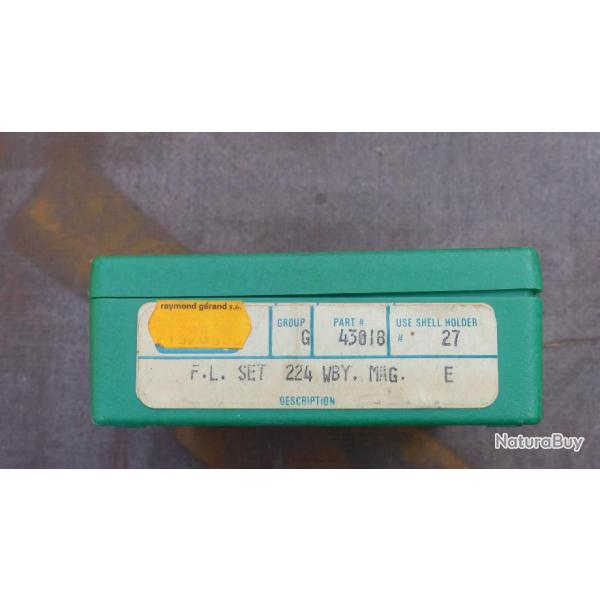 raymond gérand s.a.
GROUP PART # USE SHELL HOLDER
G 43018 # 27
F.L. SET 224 WBY. MAG. E
DESCRIPTION
NaturaBuy